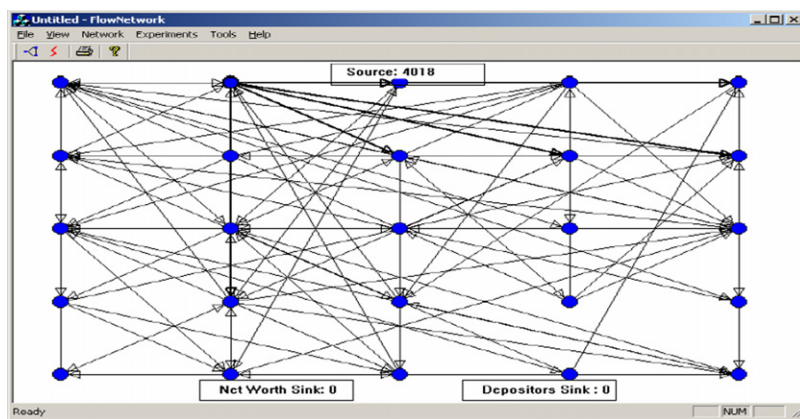 Untitled - FlowNetwork
File View Network Experiments Tools Help
Source: 4018
Net Worth Sink: 0
Depositors Sink : 0
Ready
NUM